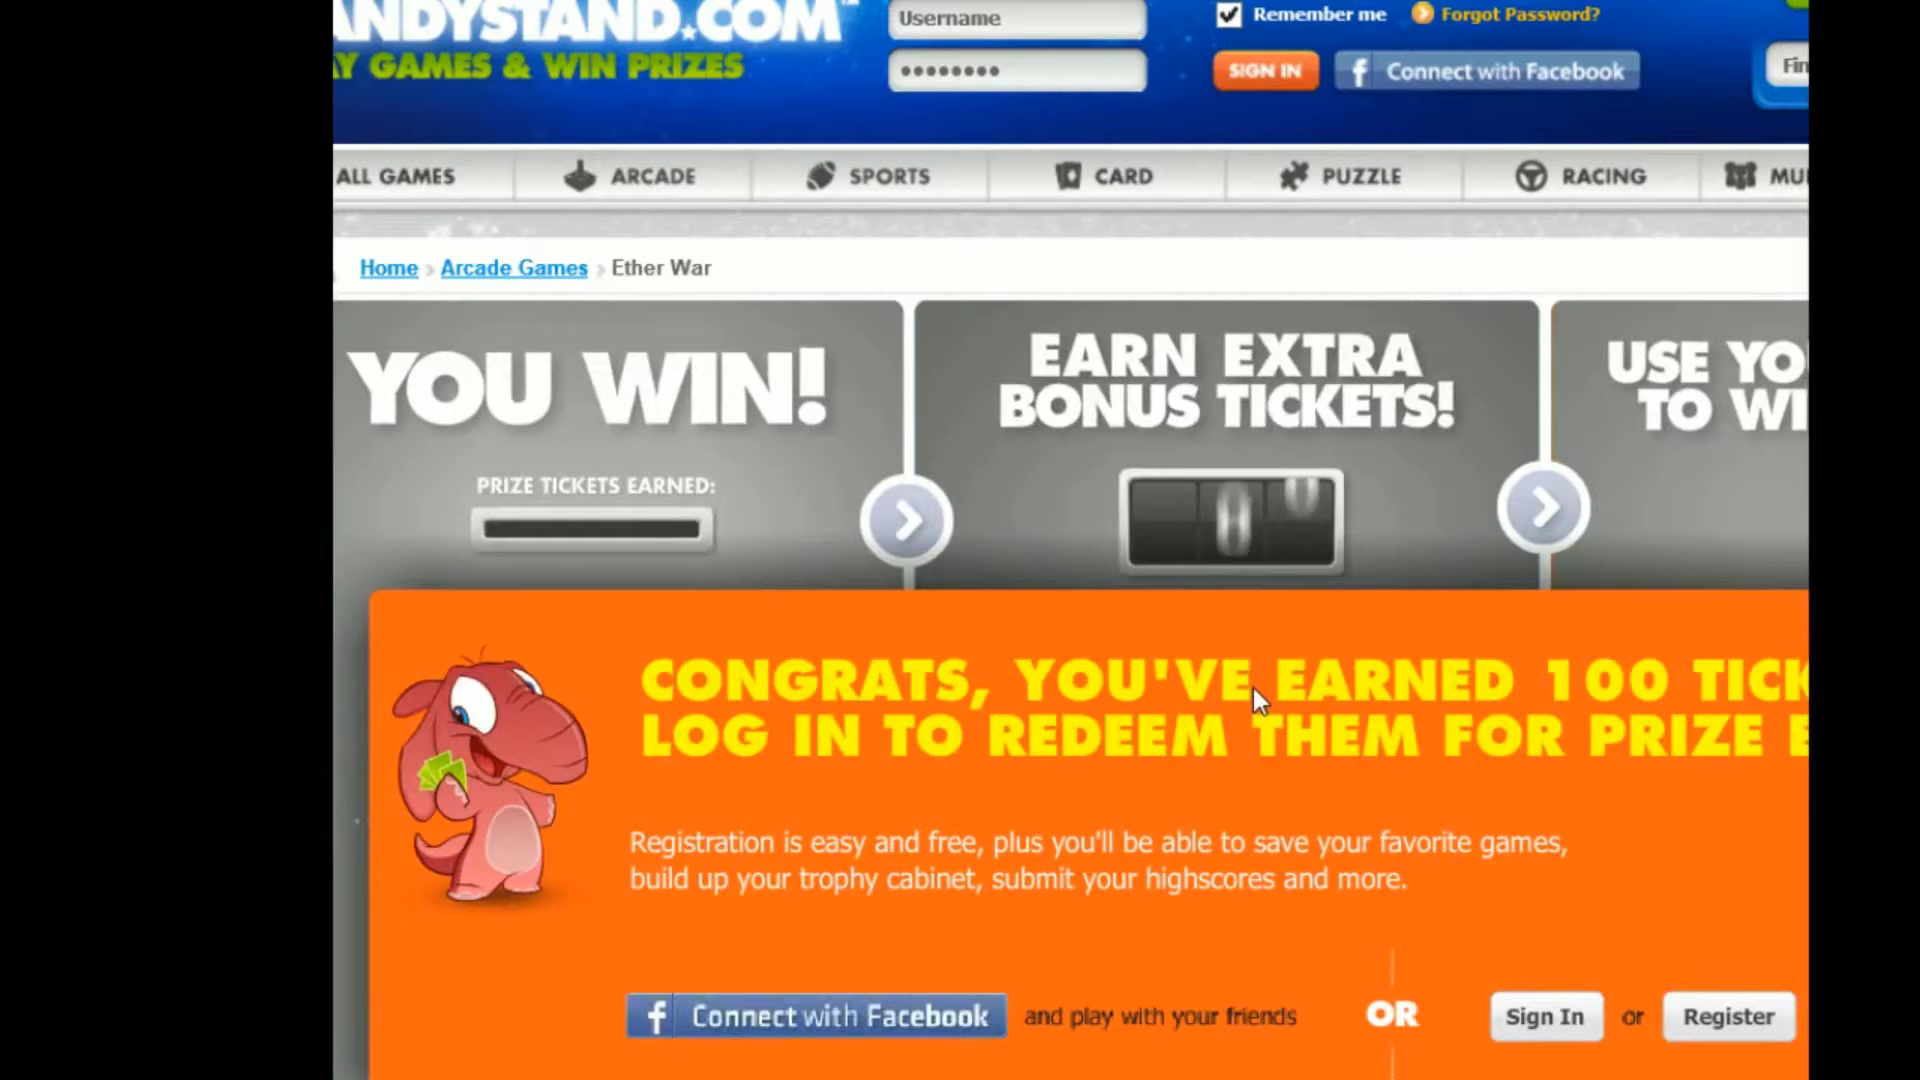 ANDYSTAND.COM
Username
Remember me
Forgot Password?
AY GAMES & WIN PRIZES
SIGN IN
Connect with Facebook
Fin
ALL GAMES
ARCADE
SPORTS
CARD
PUZZLE
RACING
MUL
Home > Arcade Games > Ether War
YOU WIN!
PRIZE TICKETS EARNED:
EARN EXTRA
BONUS TICKETS!
USE YO
TO WI
CONGRATS, YOU'VE EARNED 100 TICK
LOG IN TO REDEEM THEM FOR PRIZE E
Registration is easy and free, plus you'll be able to save your favorite games,
build up your trophy cabinet, submit your highscores and more.
Connect with Facebook and play with your friends
OR
Sign In or Register